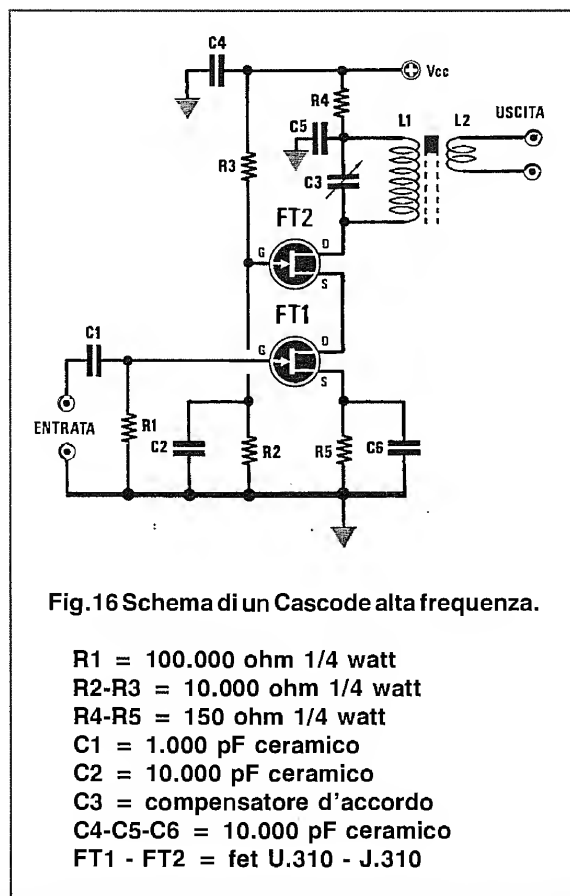 C4
Vcc
R4
C5
L1
L2
USCITA
R3
C3
FT2
D
G
S
FT1
C1
D
G
S
ENTRATA
R1
C2
R2
R5
C6
Fig.16 Schema di un Cascode alta frequenza.
R1 = 100.000 ohm 1/4 watt
R2-R3 = 10.000 ohm 1/4 watt
R4-R5 = 150 ohm 1/4 watt
C1 = 1.000 pF ceramico
C2 = 10.000 pF ceramico
C3 = compensatore d'accordo
C4-C5-C6 = 10.000 pF ceramico
FT1 - FT2 = fet U.310 - J.310